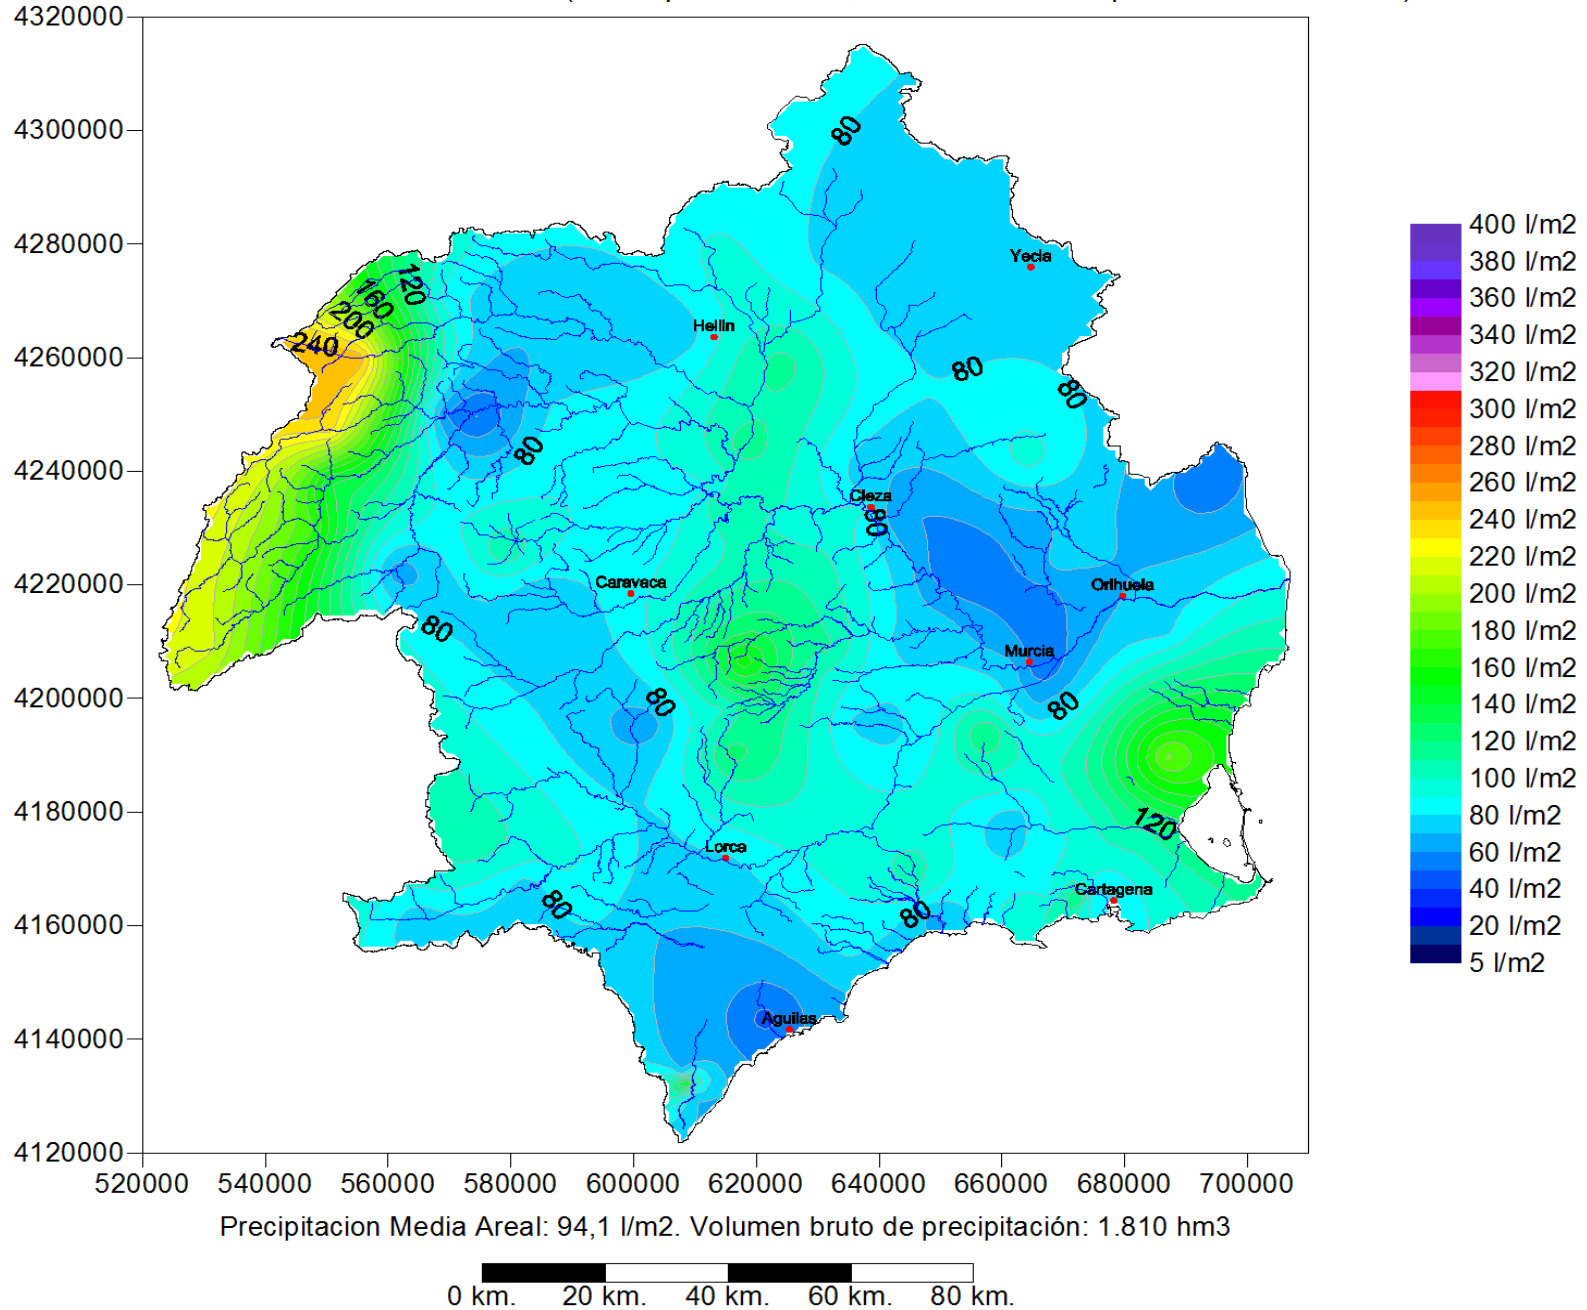 4320000
4300000
4280000
4260000
4240000
4220000
4200000
4180000
4160000
4140000
4120000
520000 540000 560000 580000 600000 620000 640000 660000 680000 700000
80
Yecla
120
160
200
240
Hellin
80
80
80
Cieza
80
Caravaca
Orihuela
80
Murcia
80
80
120
Lorca
Cartagena
80
80
Aguilas
400 l/m2
380 l/m2
360 l/m2
340 l/m2
320 l/m2
300 l/m2
280 l/m2
260 l/m2
240 l/m2
220 l/m2
200 l/m2
180 l/m2
160 l/m2
140 l/m2
120 l/m2
100 l/m2
80 l/m2
60 l/m2
40 l/m2
20 l/m2
5 l/m2
Precipitacion Media Areal: 94,1 l/m2. Volumen bruto de precipitación: 1.810 hm3
0 km. 20 km. 40 km. 60 km. 80 km.